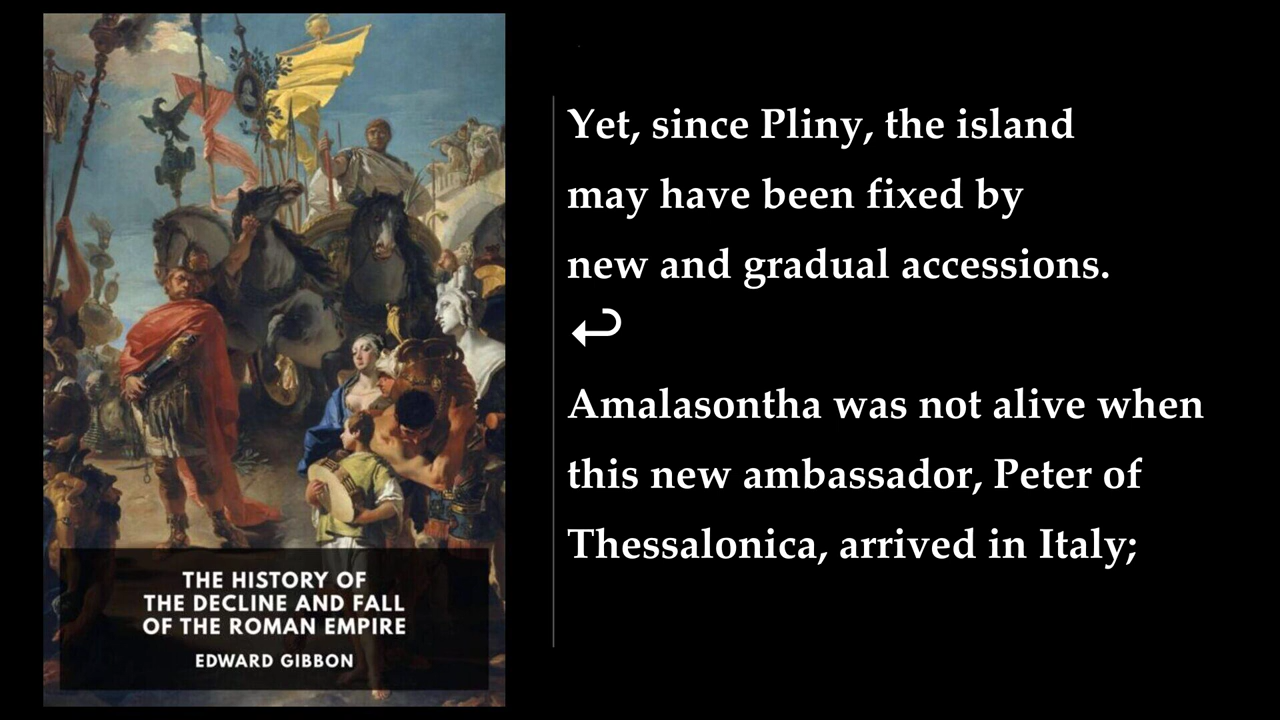 THE HISTORY OF
THE DECLINE AND FALL
OF THE ROMAN EMPIRE
EDWARD GIBBON
Yet, since Pliny, the island
may have been fixed by
new and gradual accessions.
↩
Amalasontha was not alive when
this new ambassador, Peter of
Thessalonica, arrived in Italy;